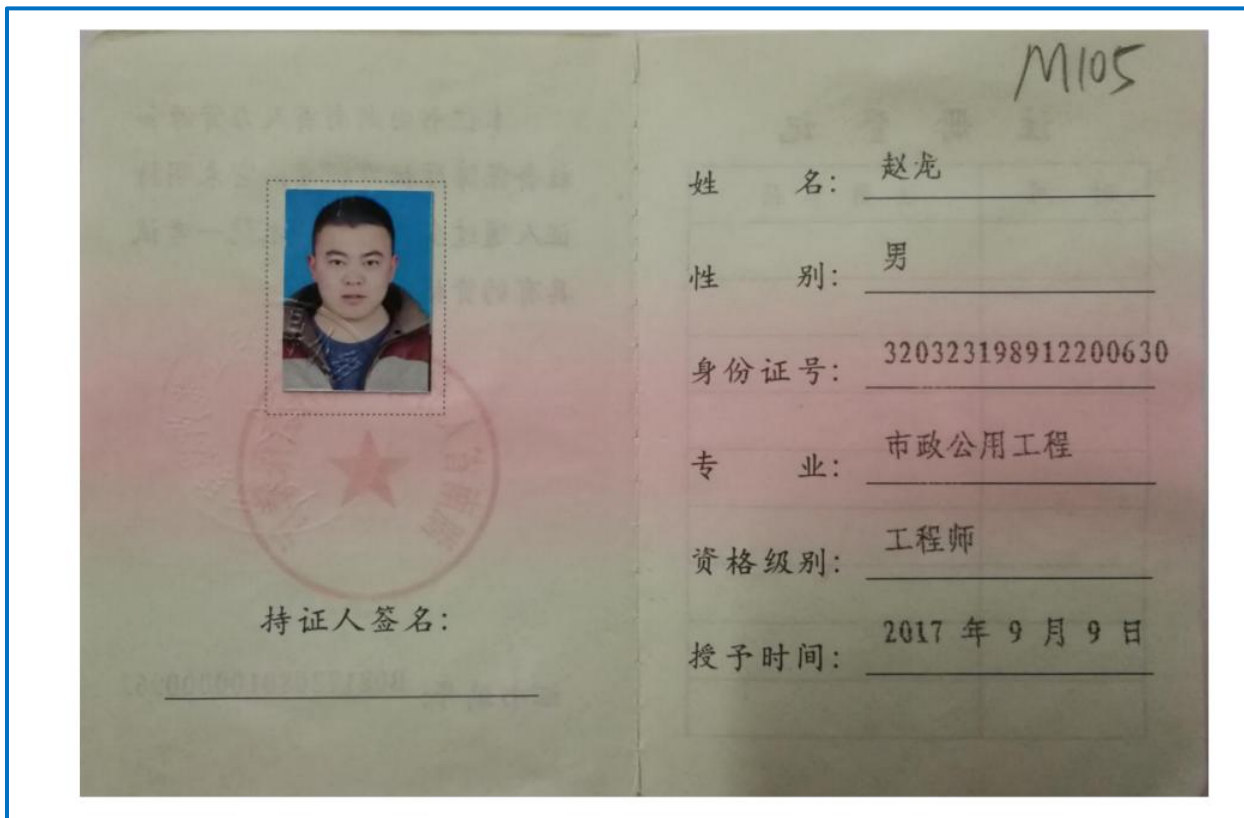 M105
姓 名: 赵龙
性 别: 男
身份证号: 320323198912200630
专 业: 市政公用工程
资格级别: 工程师
授予时间: 2017 年 9 月 9 日
持证人签名: